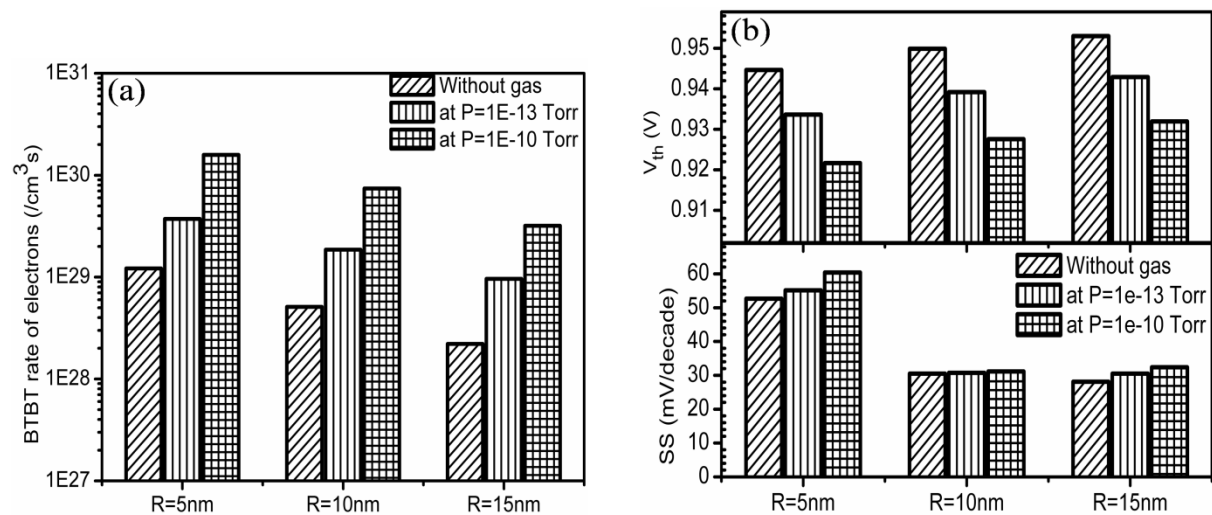 (a)
Without gas
at P=1E-13 Torr
at P=1E-10 Torr
BTBT rate of electrons (/cm³s)
1E31
1E30
1E29
1E28
1E27
R=5nm R=10nm R=15nm
(b)
V_th (V)
0.95
0.94
0.93
0.92
0.91
Without gas
at P=1e-13 Torr
at P=1e-10 Torr
SS (mV/decade)
60
50
40
30
20
10
0
R=5nm R=10nm R=15nm